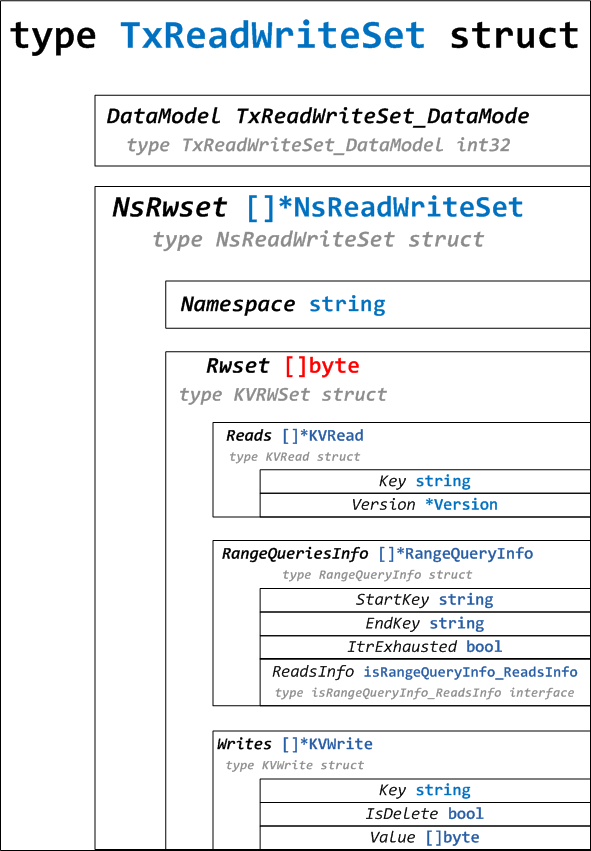 type TxReadWriteSet struct
DataModel TxReadWriteSet_DataMode
type TxReadWriteSet_DataModel int32
NsRwset []*NsReadWriteSet
type NsReadWriteSet struct
Namespace string
Rwset []byte
type KVRWSet struct
Reads []*KVRead
type KVRead struct
Key string
Version *Version
RangeQueriesInfo []*RangeQueryInfo
type RangeQueryInfo struct
StartKey string
EndKey string
ItrExhausted bool
ReadsInfo isRangeQueryInfo_ReadsInfo
type isRangeQueryInfo_ReadsInfo interface
Writes []*KVWrite
type KVWrite struct
Key string
IsDelete bool
Value []byte